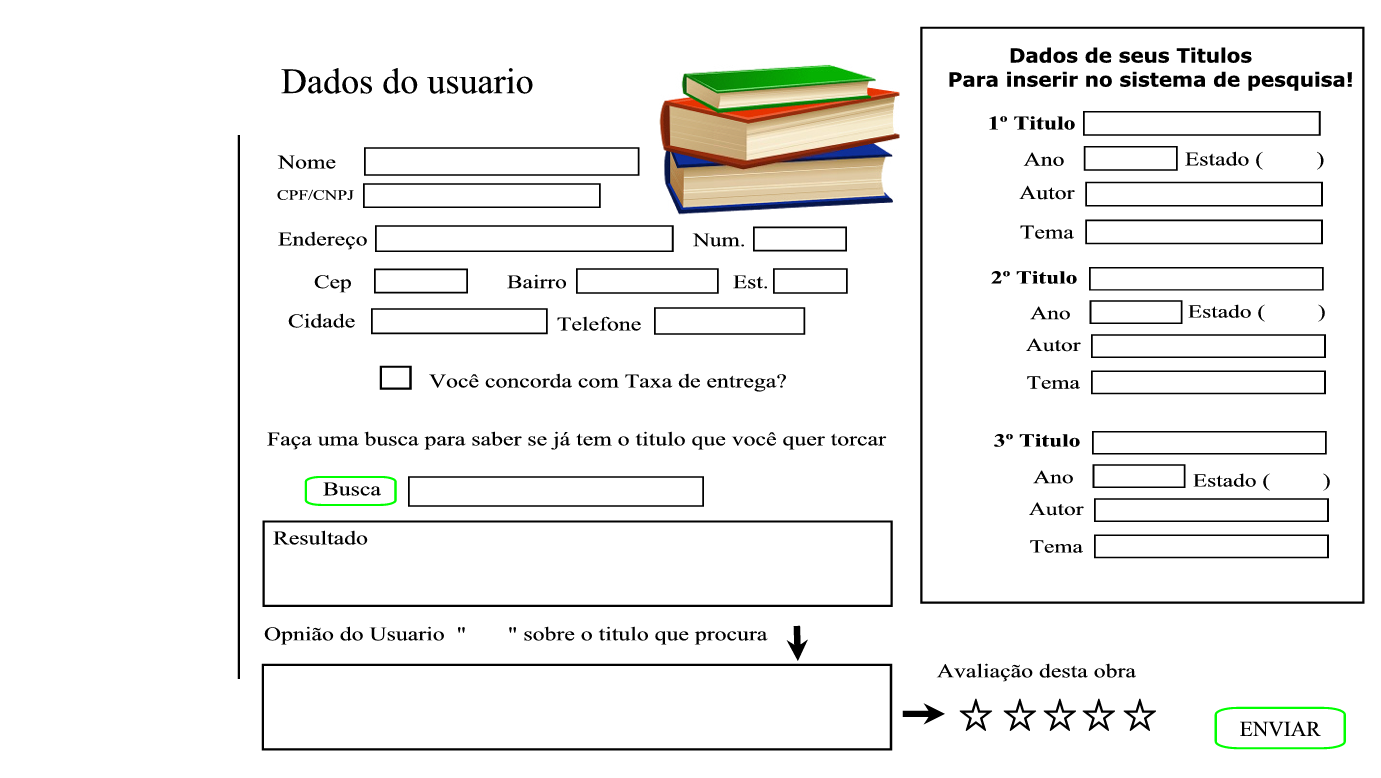 Dados do usuario
Nome
CPF/CNPJ
Endereço Num.
Cep Bairro Est.
Cidade Telefone
Você concorda com Taxa de entrega?
Faça uma busca para saber se já tem o titulo que você quer torcar
Busca
Resultado
Opnião do Usuario " " sobre o titulo que procura
Dados de seus Titulos
Para inserir no sistema de pesquisa!
1º Titulo
Ano Estado ( )
Autor
Tema
2º Titulo
Ano Estado ( )
Autor
Tema
3º Titulo
Ano Estado ( )
Autor
Tema
Avaliação desta obra
ENVIAR